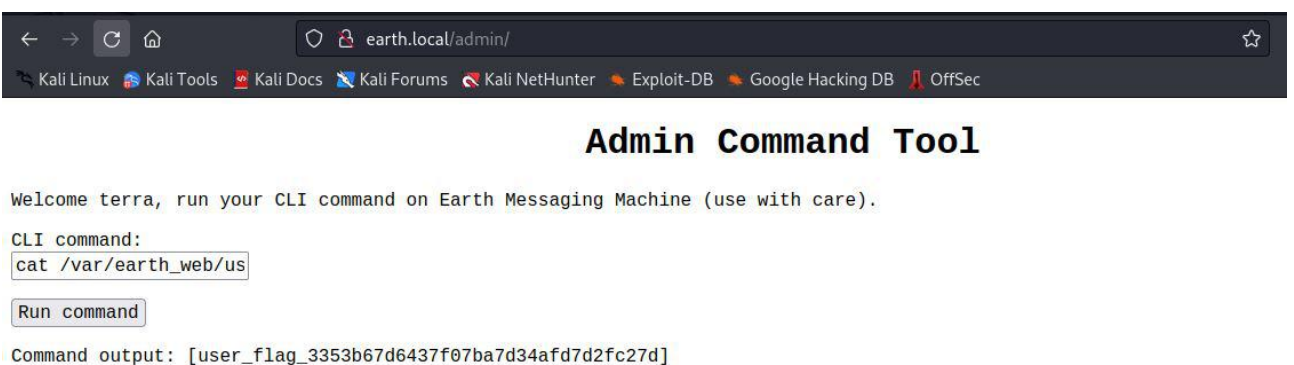 earth.local/admin/
Kali Linux Kali Tools Kali Docs Kali Forums Kali NetHunter Exploit-DB Google Hacking DB OffSec
Admin Command Tool
Welcome terra, run your CLI command on Earth Messaging Machine (use with care).
CLI command:
cat /var/earth_web/us
Run command
Command output: [user_flag_3353b67d6437f07ba7d34afd7d2fc27d]